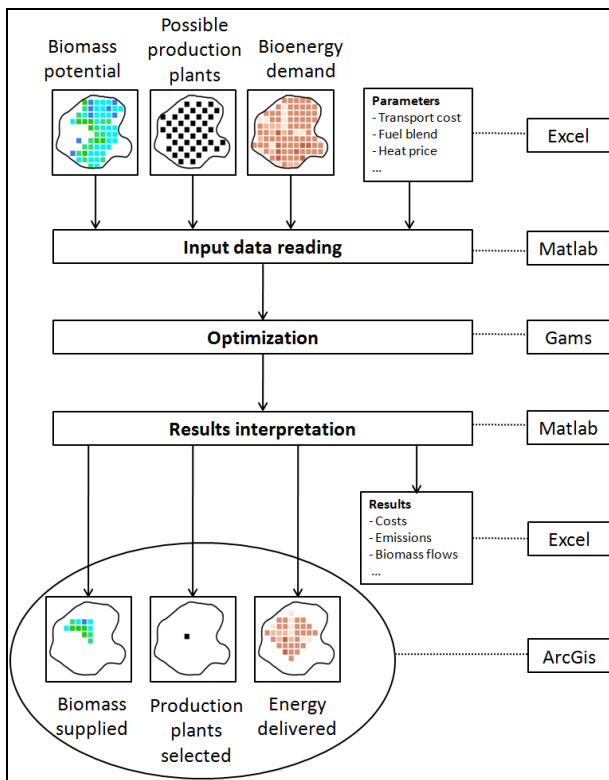 Biomass
potential
Possible
production
plants
Bioenergy
demand
Parameters
- Transport cost
- Fuel blend
- Heat price
...
Excel
Input data reading
Matlab
Optimization
Gams
Results interpretation
Matlab
Results
- Costs
- Emissions
- Biomass flows
...
Excel
ArcGis
Biomass
supplied
Production
plants
selected
Energy
delivered